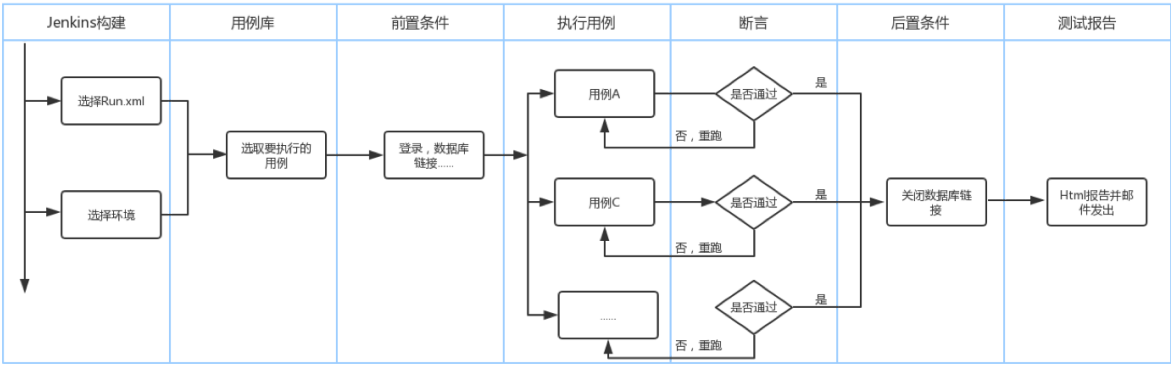 Jenkins构建
用例库
前置条件
执行用例
断言
后置条件
测试报告
选择Run.xml
选择环境
选取要执行的
用例
登录，数据库
链接......
用例A
是否通过
是
否，重跑
用例C
是否通过
是
否，重跑
......
是否通过
是
否，重跑
关闭数据库链
接
Html报告并邮
件发出